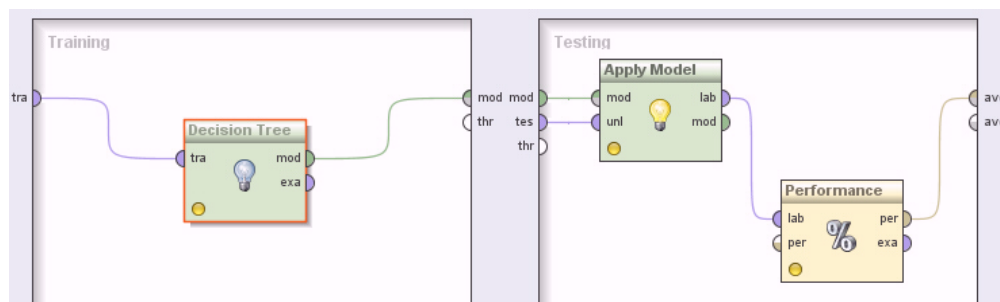 Training
tra
Decision Tree
tra
mod
exa
mod
thr
Testing
mod
tes
thr
Apply Model
mod
lab
unl
mod
Performance
lab
per
per
exa
%
ave
ave